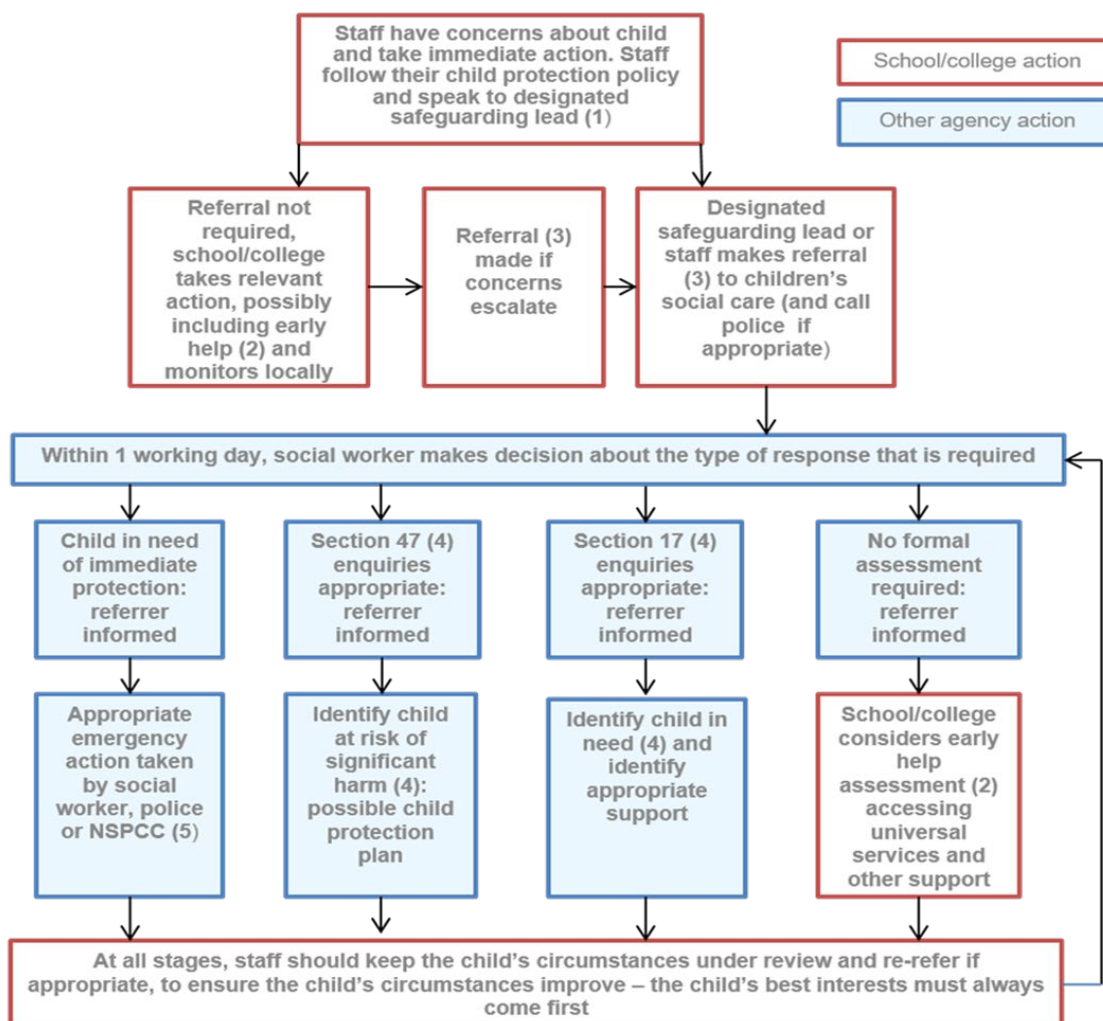 Staff have concerns about child
and take immediate action. Staff
follow their child protection policy
and speak to designated
safeguarding lead (1)
School/college action
Other agency action
Referral not
required,
school/college
takes relevant
action, possibly
including early
help (2) and
monitors locally
Referral (3)
made if
concerns
escalate
Designated
safeguarding lead or
staff makes referral
(3) to children’s
social care (and call
police if
appropriate)
Within 1 working day, social worker makes decision about the type of response that is required
Child in need
of immediate
protection:
referrer
informed
Section 47 (4)
enquiries
appropriate:
referrer
informed
Section 17 (4)
enquiries
appropriate:
referrer
informed
No formal
assessment
required:
referrer
informed
Appropriate
emergency
action taken
by social
worker, police
or NSPCC (5)
Identify child
at risk of
significant
harm (4):
possible child
protection
plan
Identify child in
need (4) and
identify
appropriate
support
School/college
considers early
help
assessment (2)
accessing
universal
services and
other support
At all stages, staff should keep the child’s circumstances under review and re-refer if
appropriate, to ensure the child’s circumstances improve – the child’s best interests must always
come first